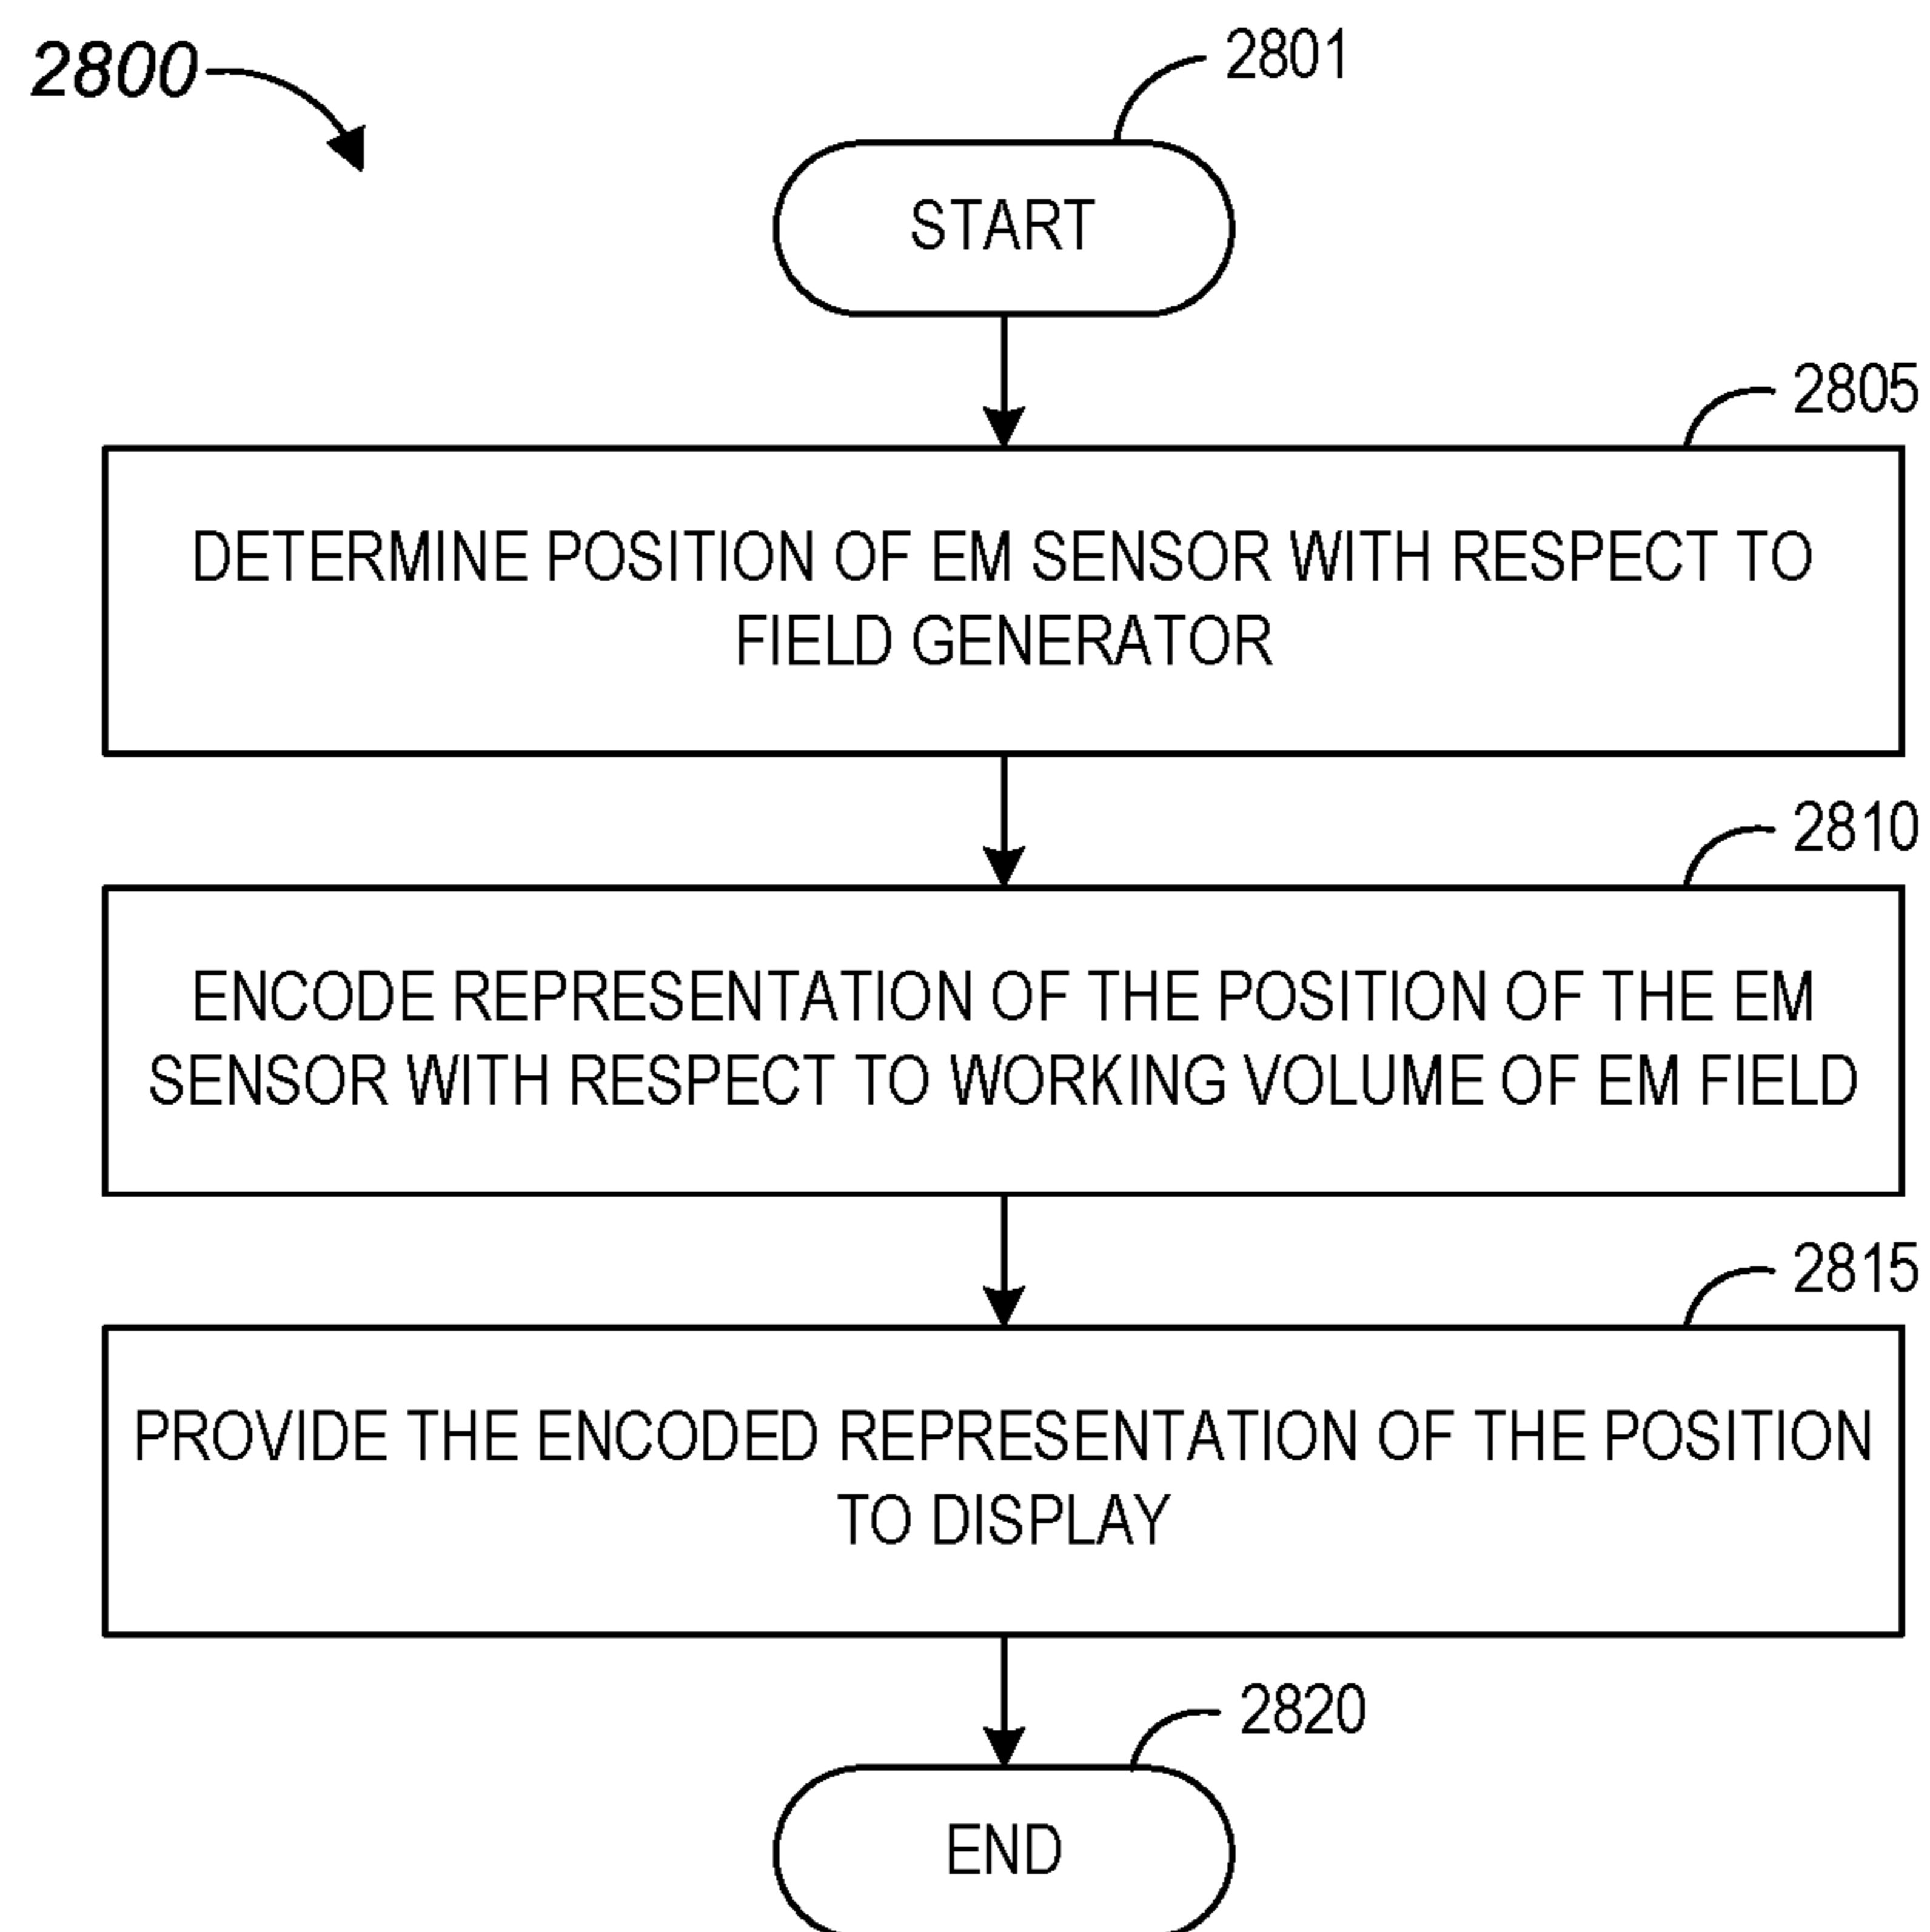 2800
2801
START
2805
DETERMINE POSITION OF EM SENSOR WITH RESPECT TO
FIELD GENERATOR
2810
ENCODE REPRESENTATION OF THE POSITION OF THE EM
SENSOR WITH RESPECT TO WORKING VOLUME OF EM FIELD
2815
PROVIDE THE ENCODED REPRESENTATION OF THE POSITION
TO DISPLAY
2820
END